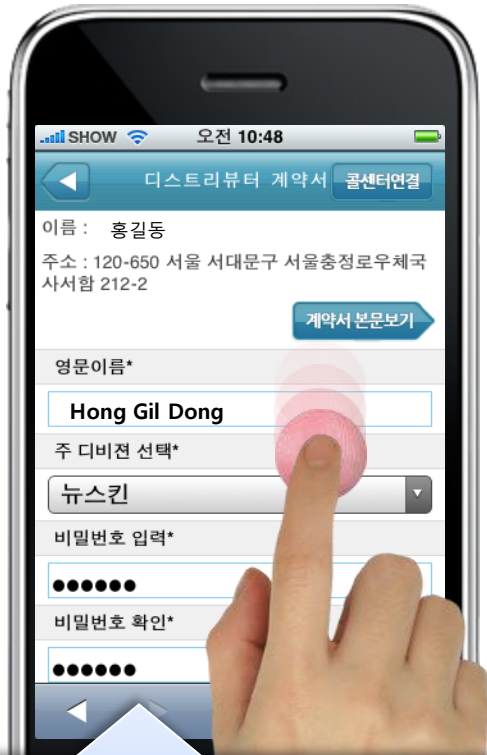 SHOW 오전 10:48
디스트리뷰터 계약서 콜센터연결
이름 : 홍길동
주소 : 120-650 서울 서대문구 서울충정로우체국
사서함 212-2
계약서 본문보기
영문이름*
Hong Gil Dong
주 디비젼 선택*
뉴스킨
비밀번호 입력*
●●●●●●
비밀번호 확인*
●●●●●●